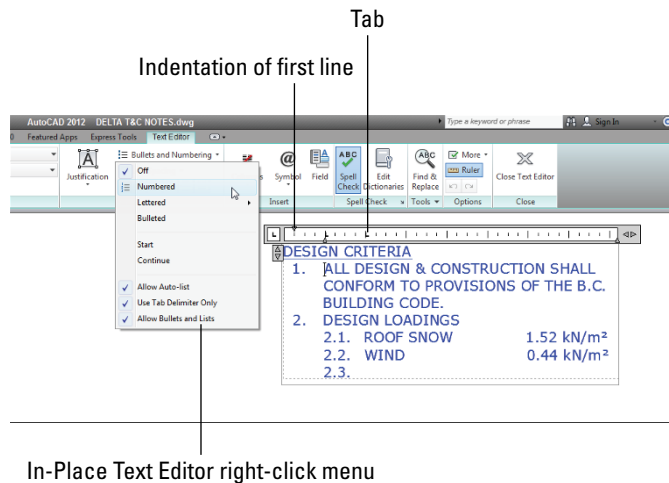 Tab
Indentation of first line
AutoCAD 2012 DELTA T&C NOTES.dwg
Type a keyword or phrase
Sign In
Featured Apps Express Tools Text Editor
Justification
Bullets and Numbering
Off
Numbered
Lettered
Bulleted
Start
Continue
Allow Auto-list
Use Tab Delimiter Only
Allow Bullets and Lists
@
Symbol
Field
Insert
ABC
Spell Check
Edit Dictionaries
Spell Check
ABC
Find & Replace
Tools
More
Ruler
Options
Close Text Editor
Close
DESIGN CRITERIA
1. ALL DESIGN & CONSTRUCTION SHALL
CONFORM TO PROVISIONS OF THE B.C.
BUILDING CODE.
2. DESIGN LOADINGS
2.1. ROOF SNOW 1.52 kN/m²
2.2. WIND 0.44 kN/m²
2.3.
In-Place Text Editor right-click menu